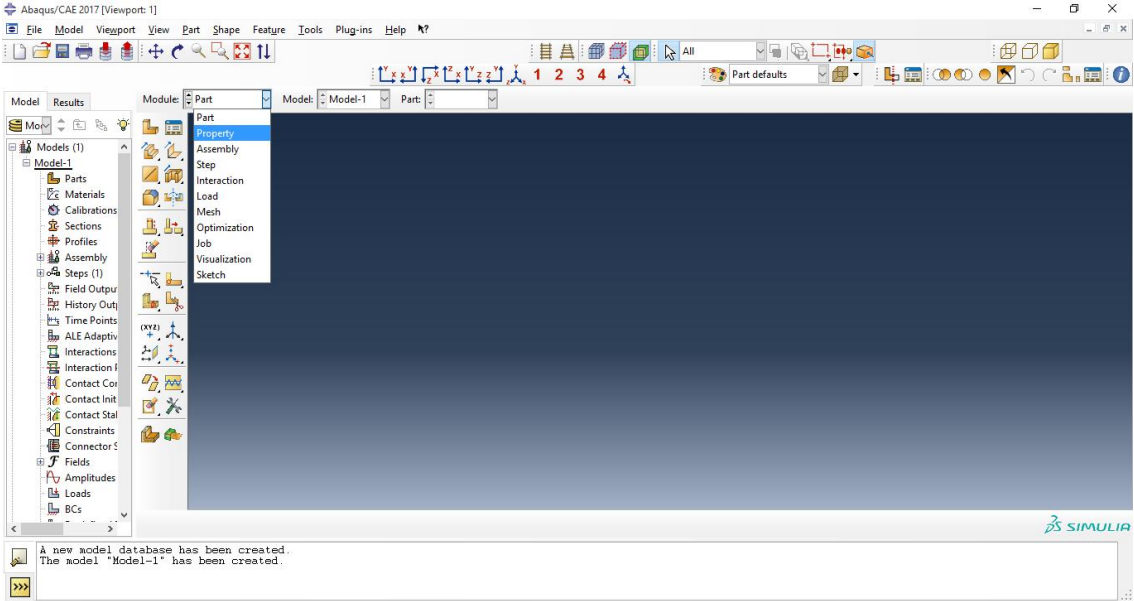 Abaqus/CAE 2017 [Viewport: 1]
File Model Viewport View Part Shape Feature Tools Plug-ins Help
All
1 2 3 4
Part defaults
Model Results
Module: Part Model: Model-1 Part:
Mo
Part
Property
Assembly
Step
Interaction
Load
Mesh
Optimization
Job
Visualization
Sketch
Models (1)
Model-1
Parts
Materials
Calibrations
Sections
Profiles
Assembly
Steps (1)
Field Outpu
History Out
Time Points
ALE Adaptiv
Interactions
Interaction
Contact Con
Contact Init
Contact Stal
Constraints
Connector S
Fields
Amplitudes
Loads
BCs
(XYZ)
SIMULIA
A new model database has been created.
The model "Model-1" has been created.
>>>